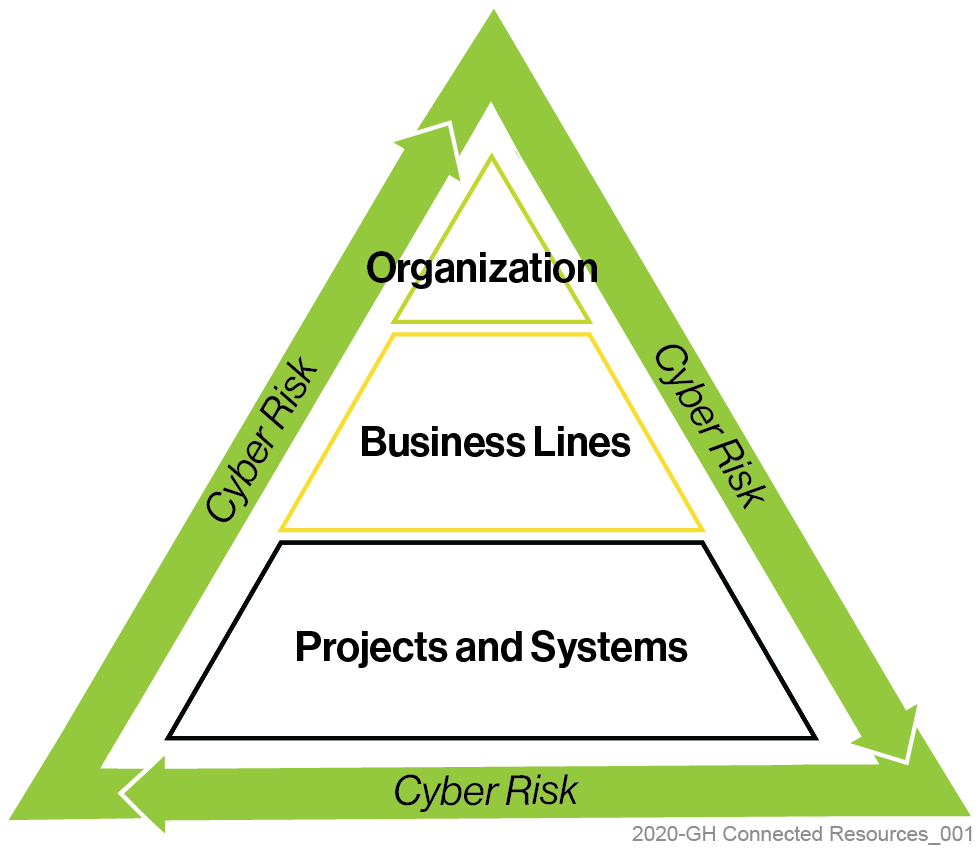 Organization
Cyber Risk
Cyber Risk
Business Lines
Projects and Systems
Cyber Risk
2020-GH Connected Resources_001